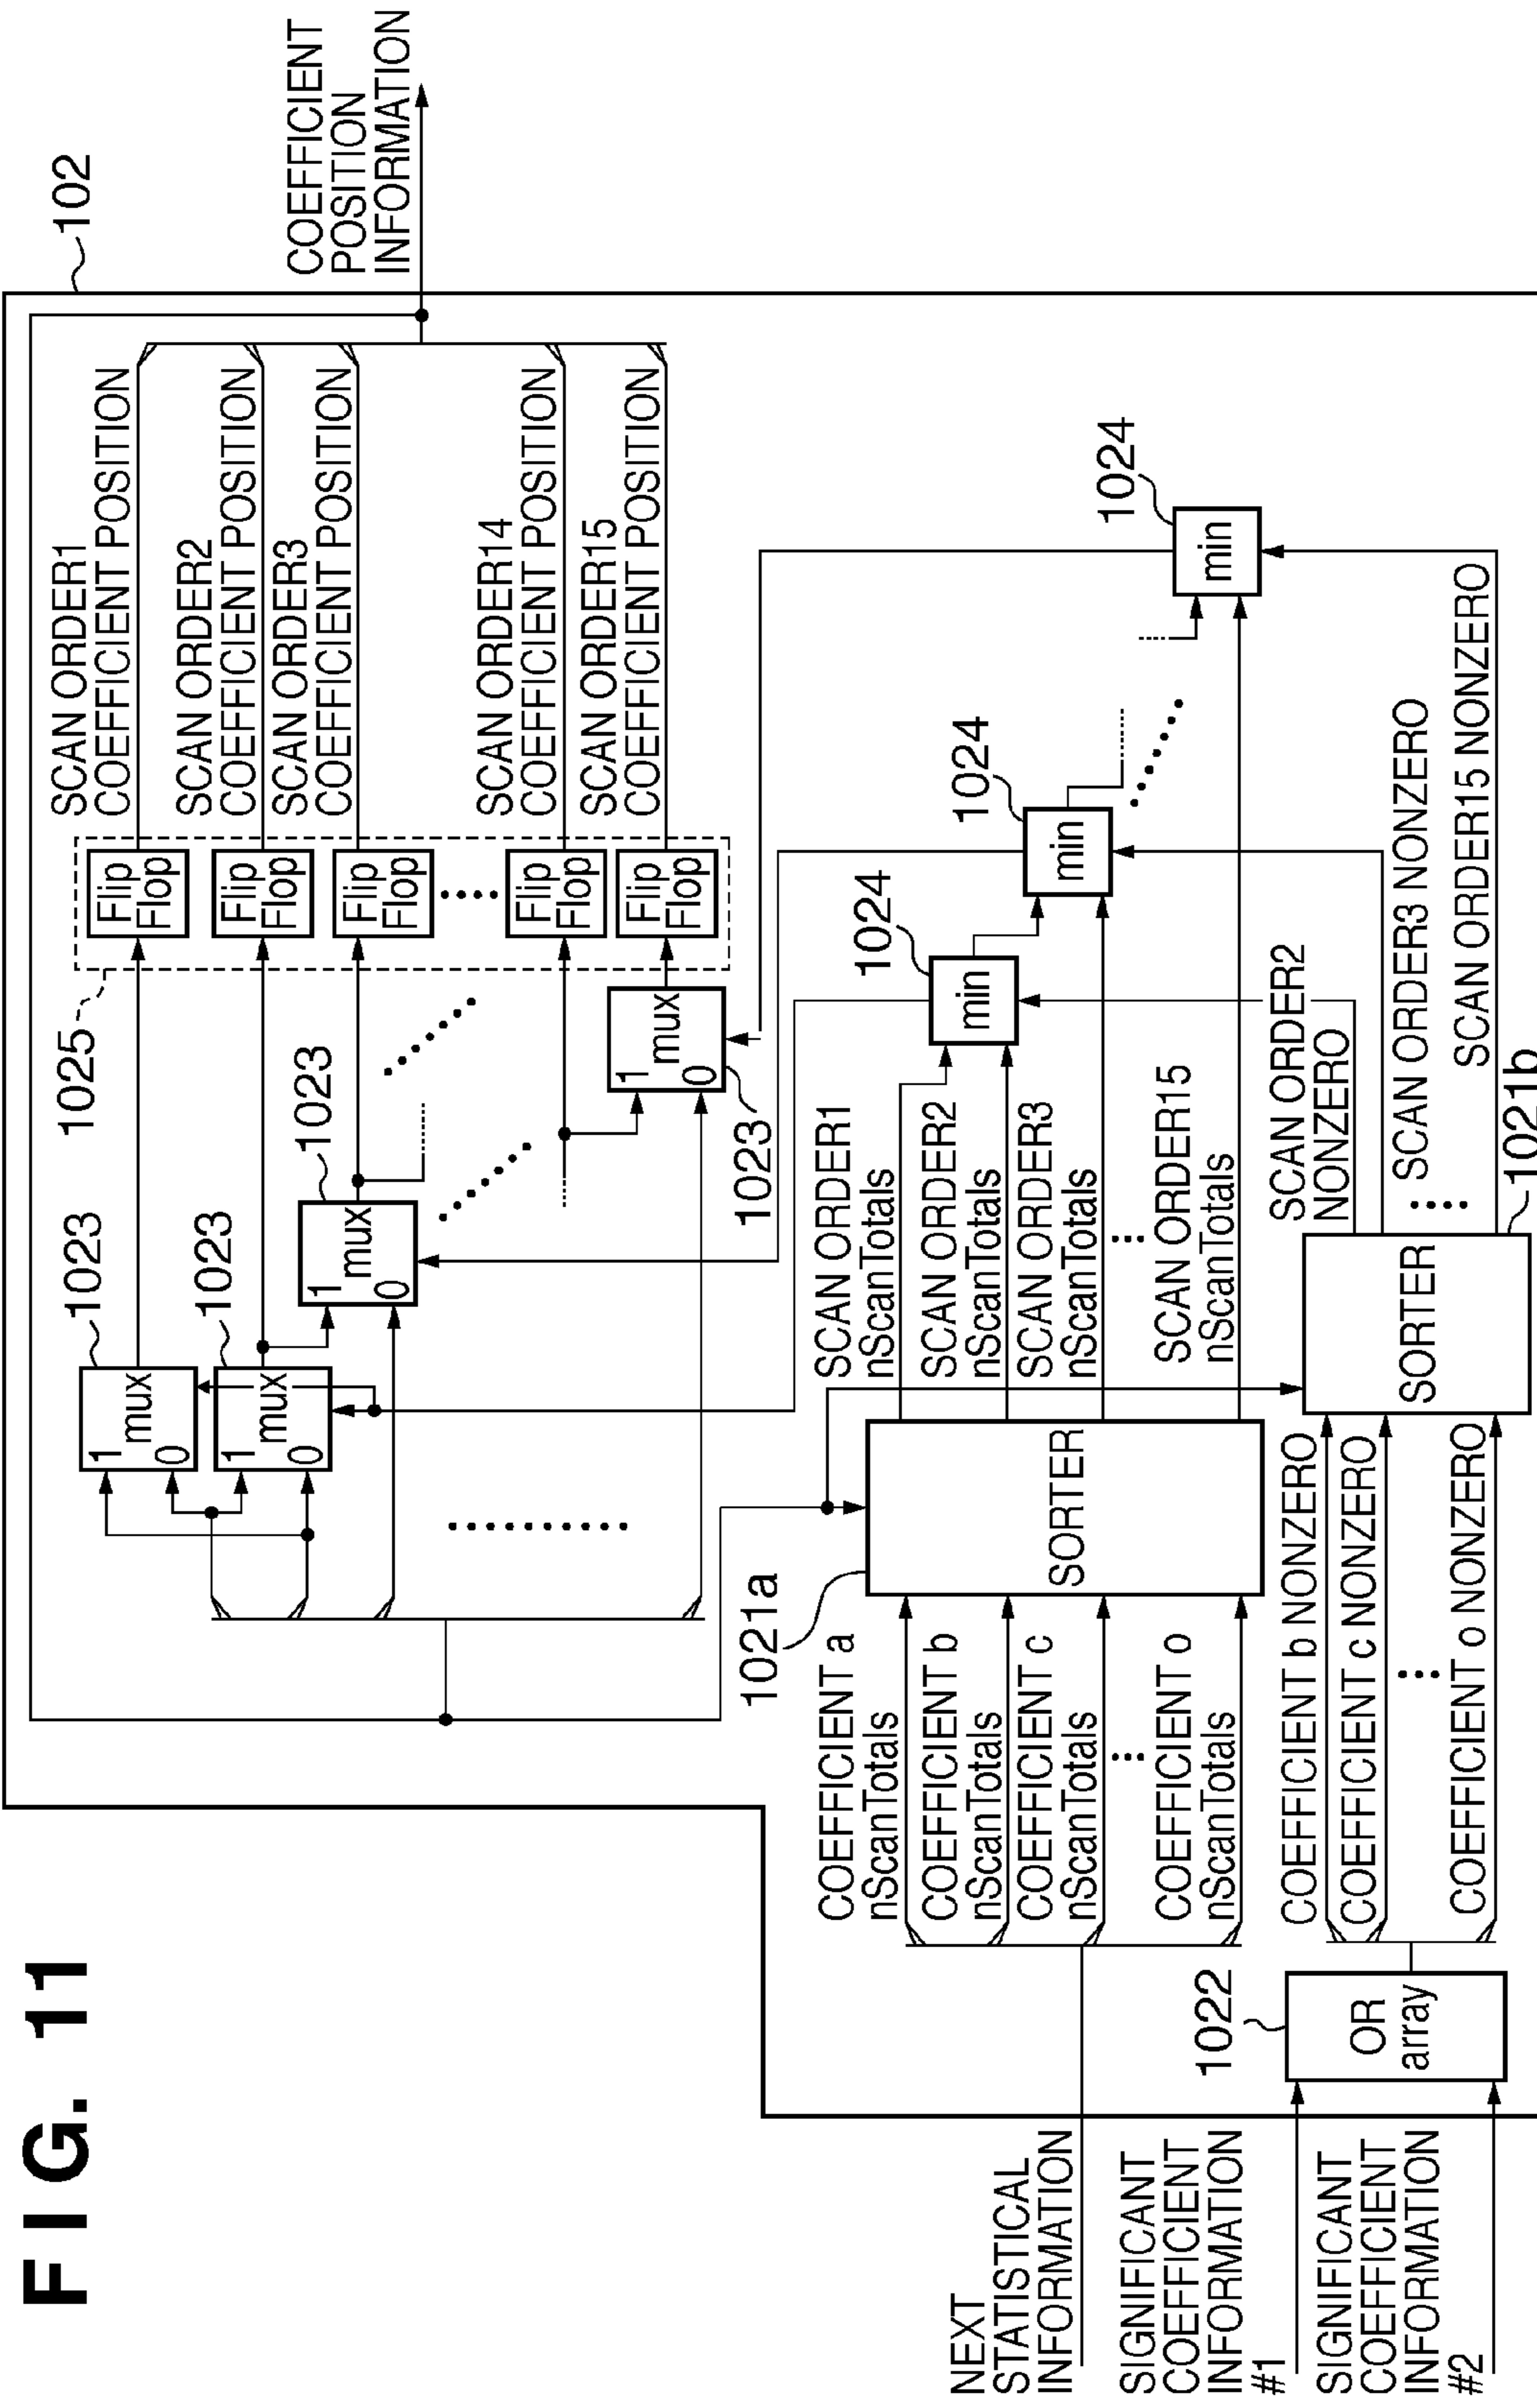 FIG. 11
102
COEFFICIENT
POSITION
INFORMATION
SCAN ORDER1
COEFFICIENT POSITION
SCAN ORDER2
COEFFICIENT POSITION
SCAN ORDER3
COEFFICIENT POSITION
SCAN ORDER14
COEFFICIENT POSITION
SCAN ORDER15
COEFFICIENT POSITION
Flip
Flop
Flip
Flop
Flip
Flop
Flip
Flop
Flip
Flop
1025
1023
1
mux
0
1023
1
mux
0
1023
1
mux
0
1023
1
mux
0
1024
min
1024
min
1024
min
1021a
SORTER
COEFFICIENT a
nScanTotals
COEFFICIENT b
nScanTotals
COEFFICIENT c
nScanTotals
COEFFICIENT o
nScanTotals
SCAN ORDER1
nScanTotals
SCAN ORDER2
nScanTotals
SCAN ORDER3
nScanTotals
SCAN ORDER15
nScanTotals
NEXT
STATISTICAL
INFORMATION
SIGNIFICANT
COEFFICIENT
INFORMATION
#1
SIGNIFICANT
COEFFICIENT
INFORMATION
#2
1022
OR
array
COEFFICIENT b NONZERO
COEFFICIENT c NONZERO
COEFFICIENT o NONZERO
SORTER
1021b
SCAN ORDER2
NONZERO
SCAN ORDER3 NONZERO
SCAN ORDER15 NONZERO